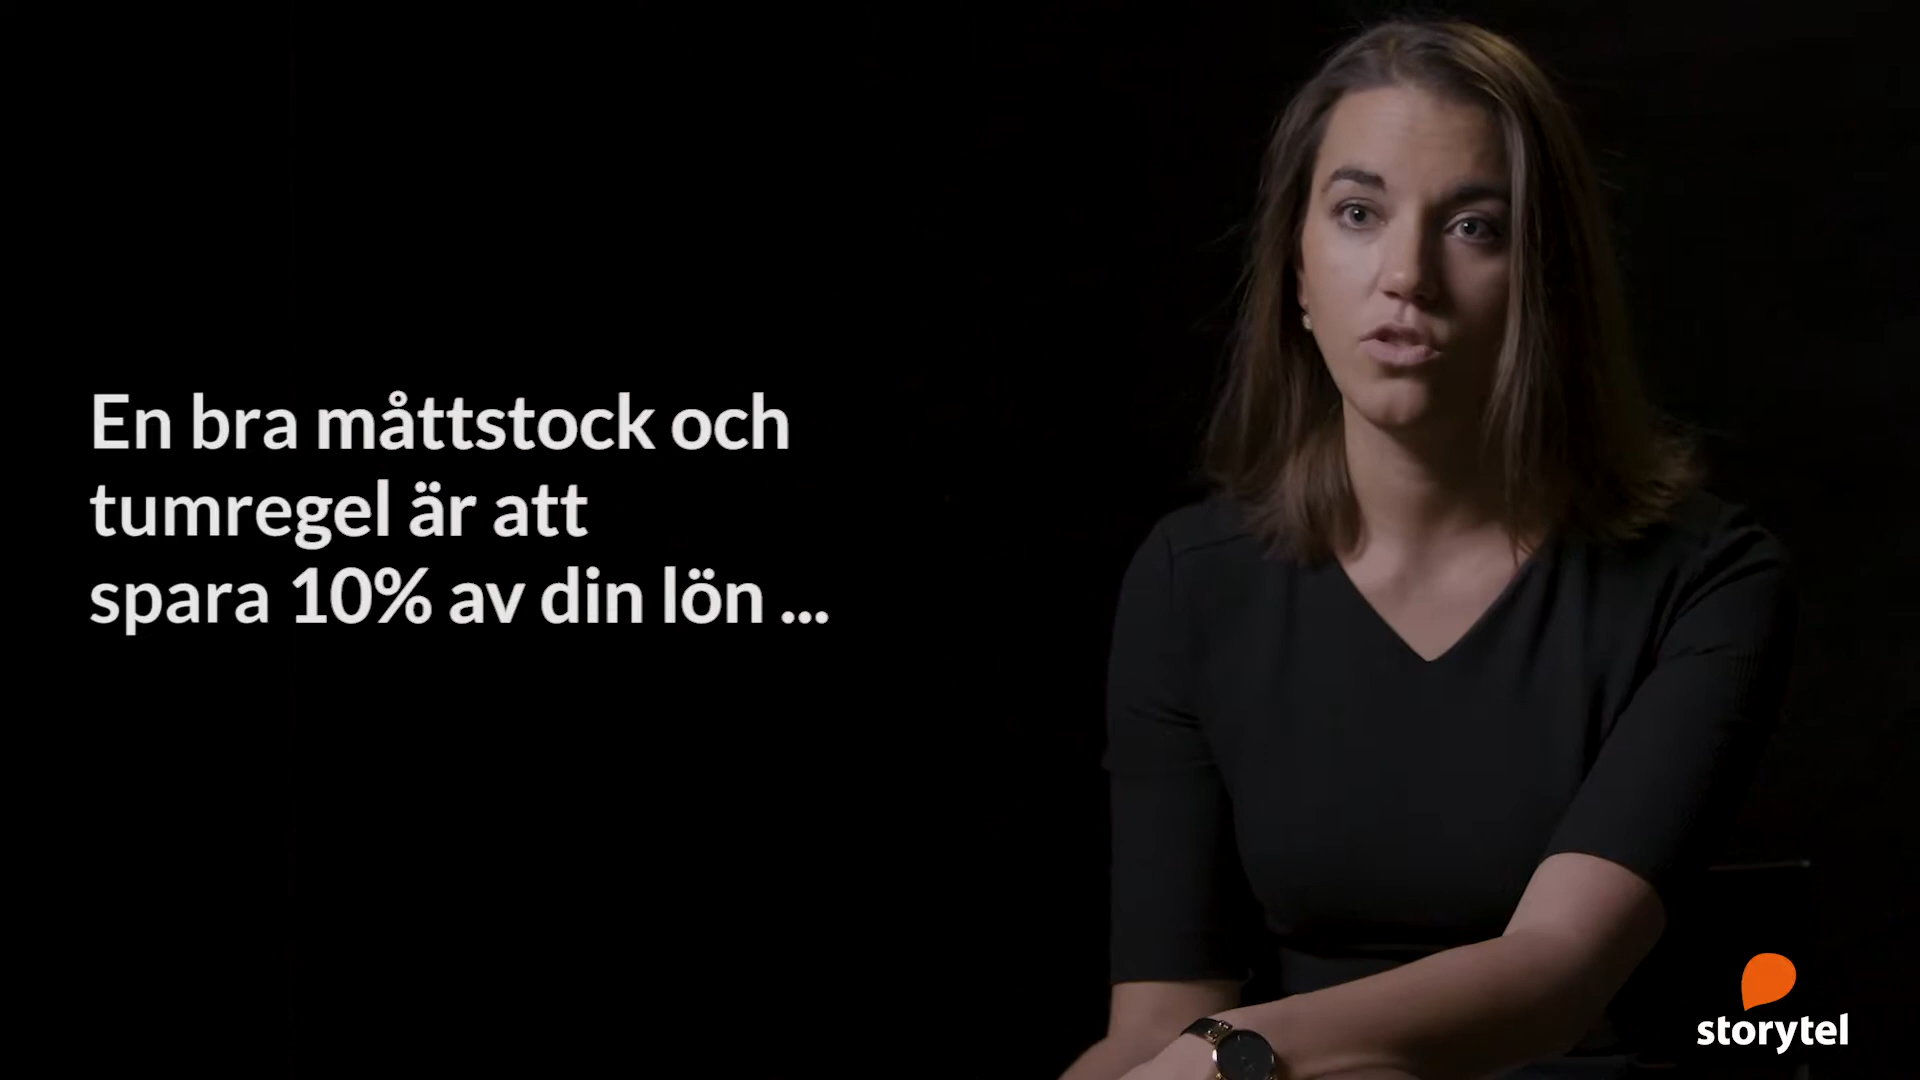 En bra måttstock och
tumregel är att
spara 10% av din lön ...
storytel